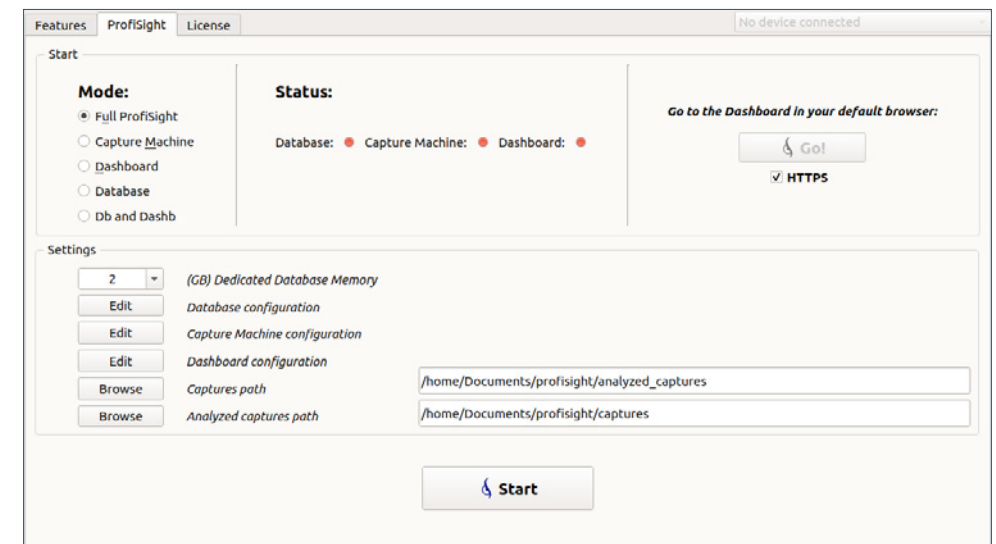 Features ProfiSight License
No device connected
Start
Mode:
Full ProfiSight
Capture Machine
Dashboard
Database
Db and Dashb
Status:
Database: Capture Machine: Dashboard:
Go to the Dashboard in your default browser:
Go!
HTTPS
Settings
2 (GB) Dedicated Database Memory
Edit Database configuration
Edit Capture Machine configuration
Edit Dashboard configuration
Browse Captures path /home/Documents/profisight/analyzed_captures
Browse Analyzed captures path /home/Documents/profisight/captures
Start